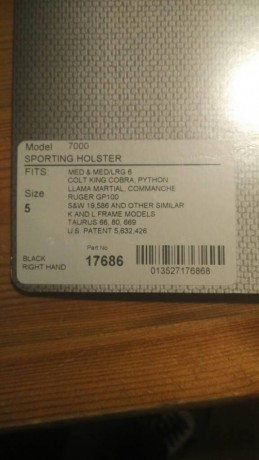 Model 7000
SPORTING HOLSTER
FITS MED & MED/LRG 6
COLT KING COBRA, PYTHON
LLAMA MARTIAL, COMMANCHE
RUGER GP100
Size 5 S&W 19,586 AND OTHER SIMILAR
K AND L FRAME MODELS
TAURUS 66, 80, 669
U.S. PATENT 5,632,426
BLACK
RIGHT HAND
Part No.
17686
013527176868